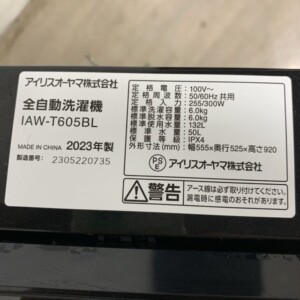 アイリスオーヤマ株式会社
全自動洗濯機
IAW-T605BL
MADE IN CHINA 2023年製
製造番号: 2305220735
定格電圧: 100V～
定格周波数: 50/60Hz 共用
定格入力: 255/300W
標準洗濯容量: 6.0kg
標準脱水容量: 6.0kg
標準使用水量: 132L
標準水量: 50L
保護等級: IPX4
外形寸法(mm): 幅555×奥行525×高さ920
PSE
アイリスオーヤマ株式会社
警告
アース線は必ず取り付けてください。
漏電時に感電のおそれがあります。